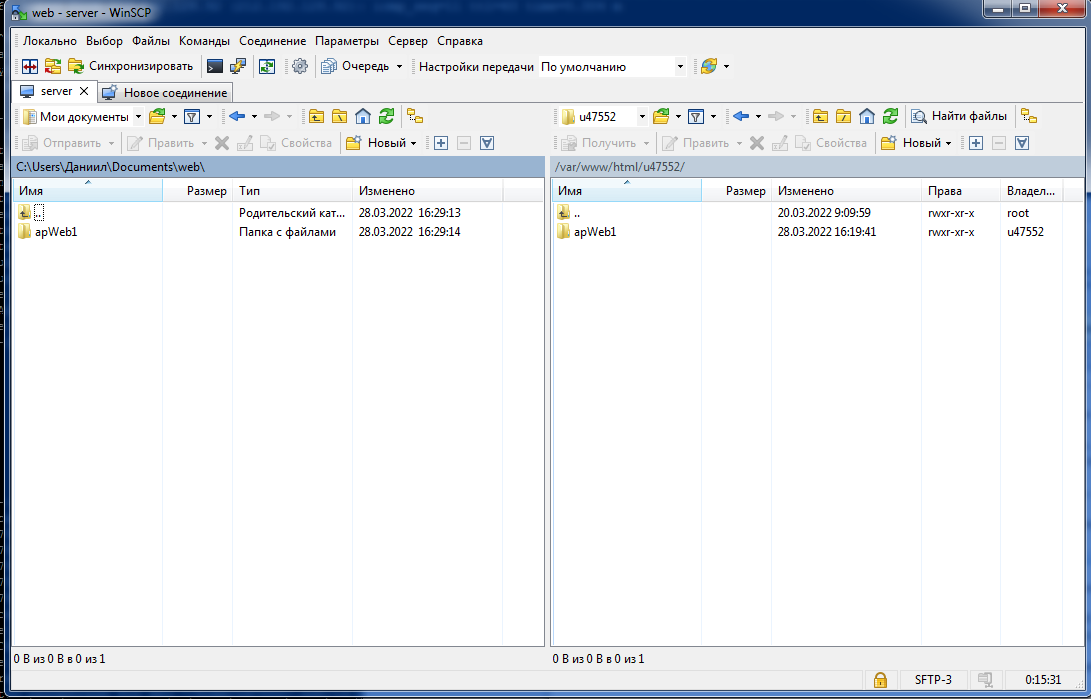 web - server - WinSCP
Локально Выбор Файлы Команды Соединение Параметры Сервер Справка
Синхронизировать Очередь Настройки передачи По умолчанию
server Новое соединение
Мои документы u47552 Найти файлы
Отправить Править Свойства Новый Получить Править Свойства Новый
C:\Users\Даниил\Documents\web\ /var/www/html/u47552/
Имя Размер Тип Изменено Имя Размер Изменено Права Владел...
.. Родительский кат... 28.03.2022 16:29:13 .. 20.03.2022 9:09:59 rwxr-xr-x root
apWeb1 Папка с файлами 28.03.2022 16:29:14 apWeb1 28.03.2022 16:19:41 rwxr-xr-x u47552
0 B из 0 B в 0 из 1 0 B из 0 B в 0 из 1
SFTP-3 0:15:31